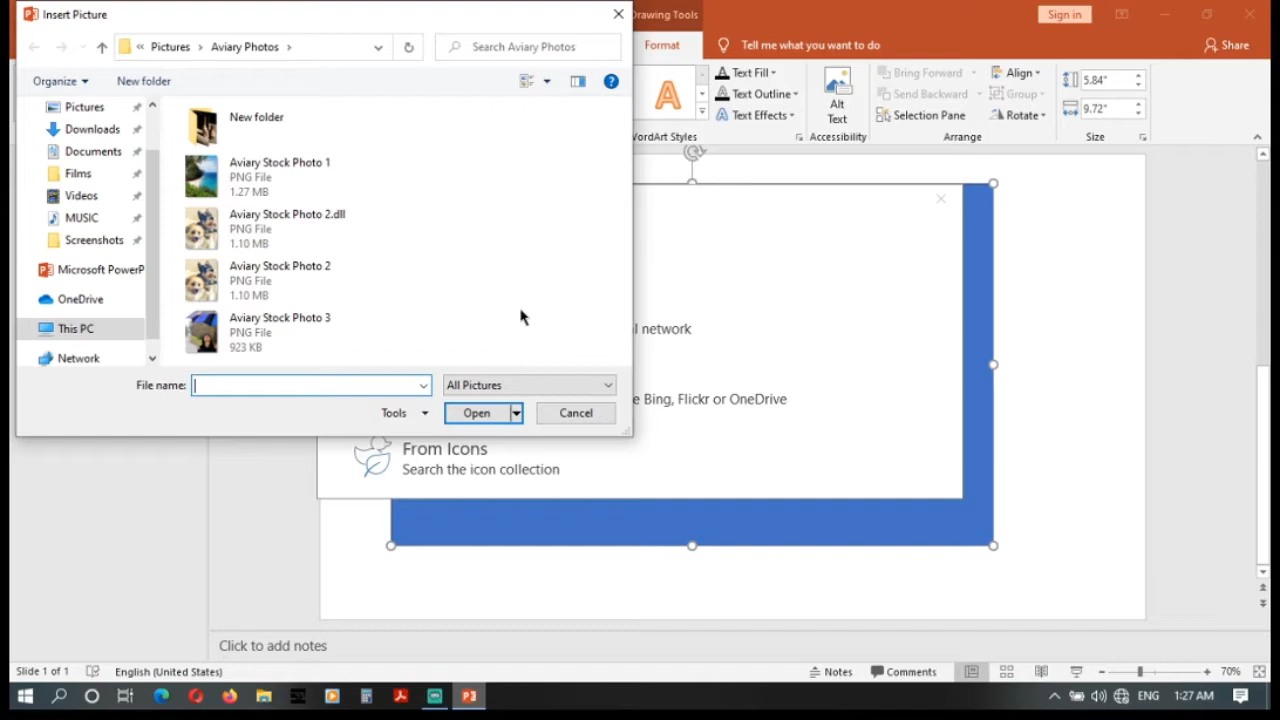 Insert Picture
« Pictures › Aviary Photos ›
Search Aviary Photos
Organize
New folder
Pictures
Downloads
Documents
Films
Videos
MUSIC
Screenshots
Microsoft PowerP
OneDrive
This PC
Network
New folder
Aviary Stock Photo 1
PNG File
1.27 MB
Aviary Stock Photo 2.dll
PNG File
1.10 MB
Aviary Stock Photo 2
PNG File
1.10 MB
Aviary Stock Photo 3
PNG File
923 KB
File name:
All Pictures
Tools
Open
Cancel
Drawing Tools
Sign in
Format
Tell me what you want to do
Share
Text Fill
Text Outline
Text Effects
WordArt Styles
Alt
Text
Accessibility
Bring Forward
Send Backward
Selection Pane
Align
Group
Rotate
Arrange
5.84"
9.72"
Size
l network
e Bing, Flickr or OneDrive
From Icons
Search the icon collection
Click to add notes
Slide 1 of 1
English (United States)
Notes
Comments
70%
ENG
1:27 AM